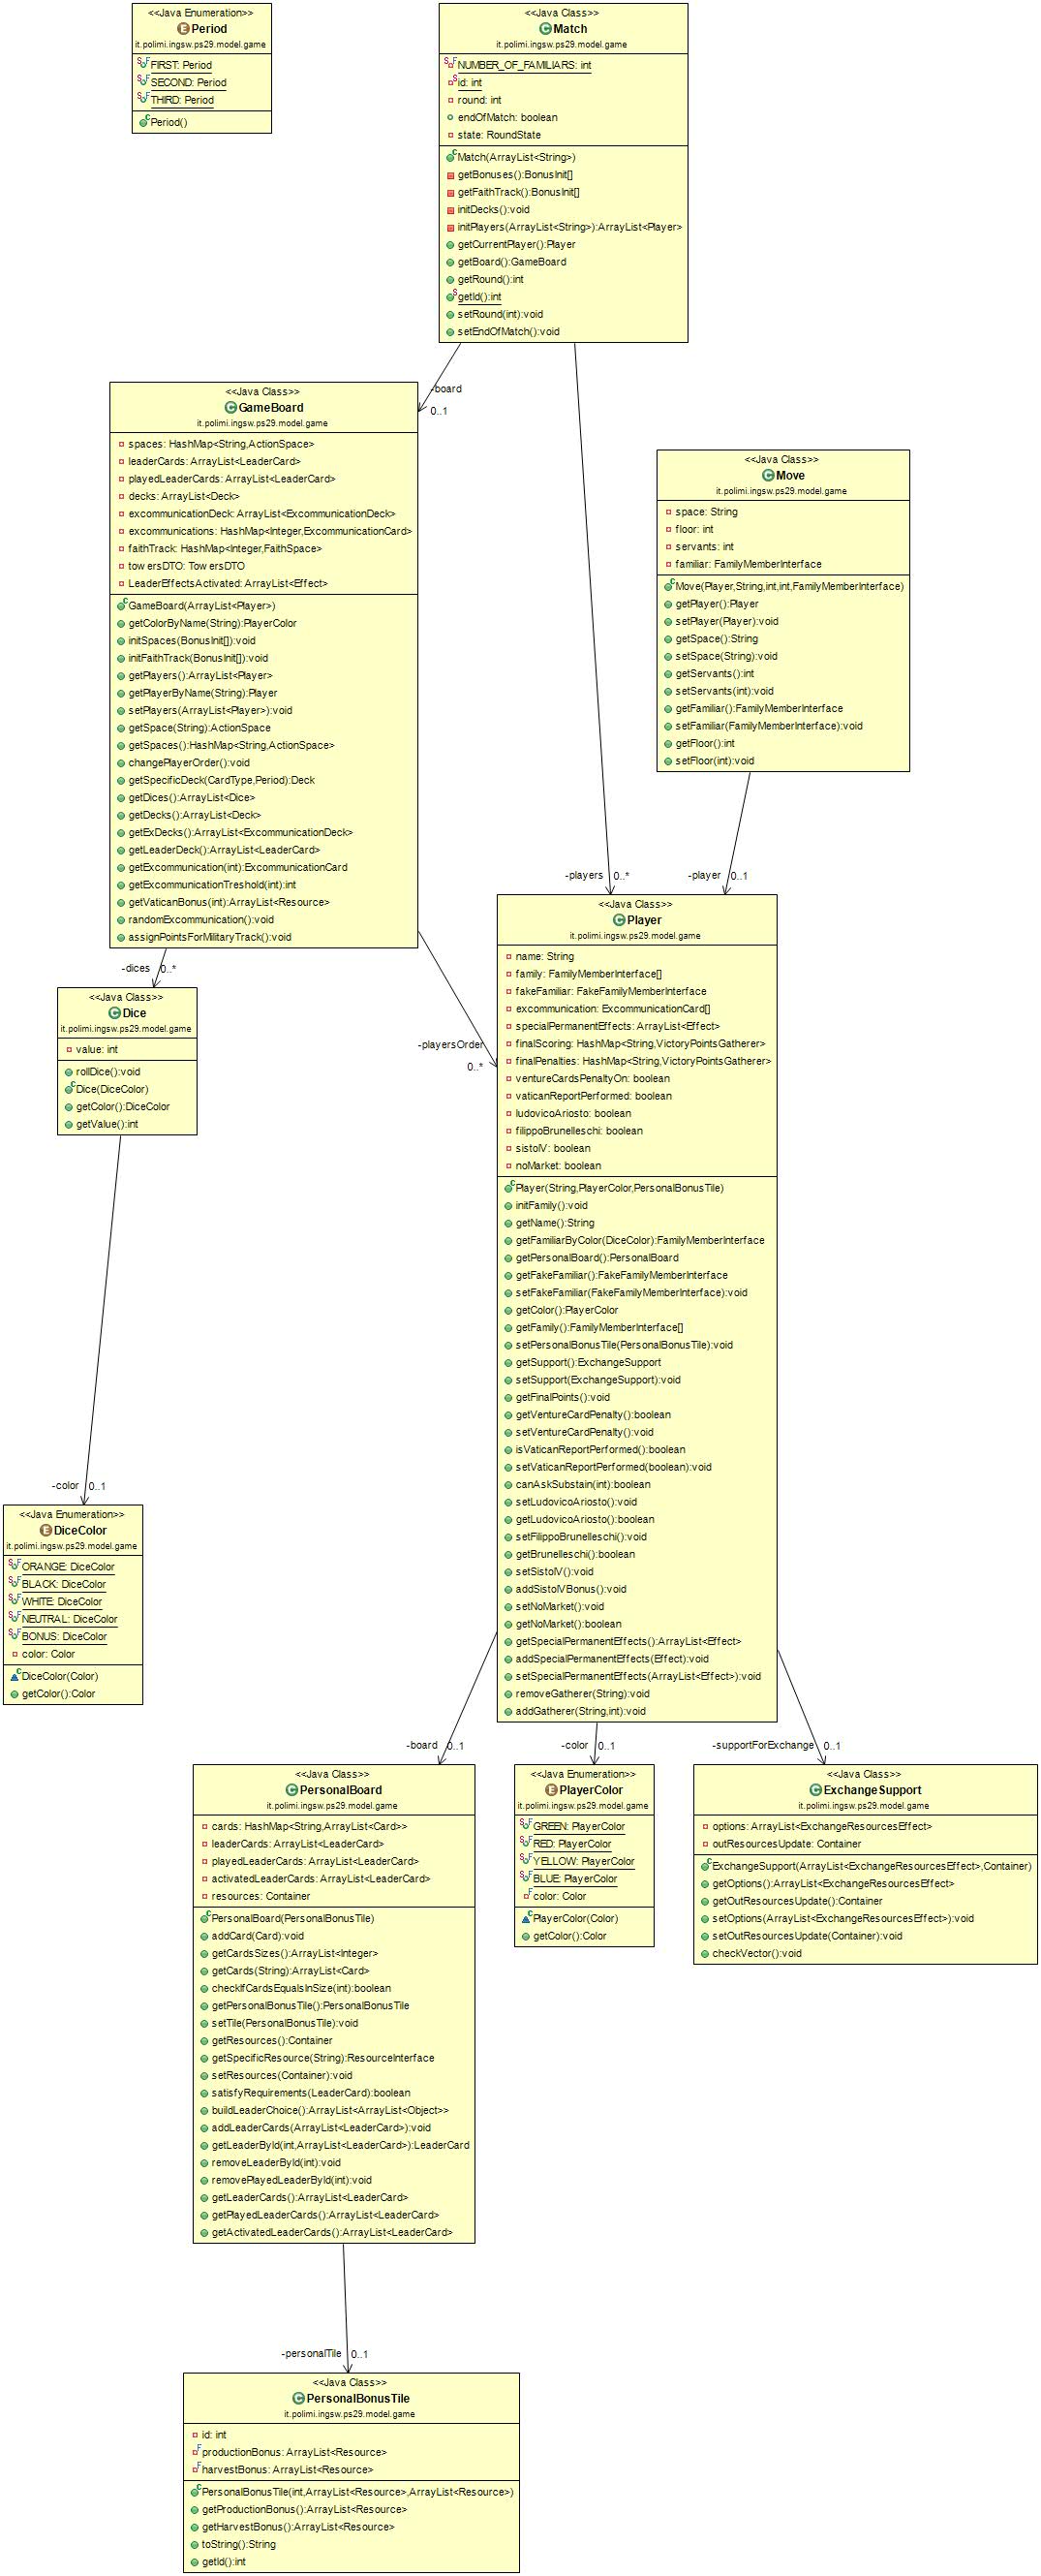 <<Java Enumeration>>
Period
it.polimi.ingsw.ps29.model.game
FIRST: Period
SECOND: Period
THIRD: Period
Period()
<<Java Class>>
Match
it.polimi.ingsw.ps29.model.game
NUMBER_OF_FAMILIARS: int
id: int
round: int
endOfMatch: boolean
state: RoundState
Match(ArrayList<String>)
getBonuses():BonusInit[]
getFaithTrack():BonusInit[]
initDecks():void
initPlayers(ArrayList<String>):ArrayList<Player>
getCurrentPlayer():Player
getBoard():GameBoard
getRound():int
getId():int
setRound(int):void
setEndOfMatch():void
-board
0..1
<<Java Class>>
GameBoard
it.polimi.ingsw.ps29.model.game
spaces: HashMap<String,ActionSpace>
leaderCards: ArrayList<LeaderCard>
playedLeaderCards: ArrayList<LeaderCard>
decks: ArrayList<Deck>
excommunicationDeck: ArrayList<ExcommunicationDeck>
excommunications: HashMap<Integer,ExcommunicationCard>
faithTrack: HashMap<Integer,FaithSpace>
towersDTO: TowersDTO
LeaderEffectsActivated: ArrayList<Effect>
GameBoard(ArrayList<Player>)
getColorByName(String):PlayerColor
initSpaces(BonusInit[]):void
initFaithTrack(BonusInit[]):void
getPlayers():ArrayList<Player>
getPlayerByName(String):Player
setPlayers(ArrayList<Player>):void
getSpace(String):ActionSpace
getSpaces():HashMap<String,ActionSpace>
changePlayerOrder():void
getSpecificDeck(CardType,Period):Deck
getDices():ArrayList<Dice>
getDecks():ArrayList<Deck>
getExDecks():ArrayList<ExcommunicationDeck>
getLeaderDeck():ArrayList<LeaderCard>
getExcommunication(int):ExcommunicationCard
getExcommunicationTreshold(int):int
getVaticanBonus(int):ArrayList<Resource>
randomExcommunication():void
assignPointsForMilitaryTrack():void
<<Java Class>>
Move
it.polimi.ingsw.ps29.model.game
space: String
floor: int
servants: int
familiar: FamilyMemberInterface
Move(Player,String,int,int,FamilyMemberInterface)
getPlayer():Player
setPlayer(Player):void
getSpace():String
setSpace(String):void
getServants():int
setServants(int):void
getFamiliar():FamilyMemberInterface
setFamiliar(FamilyMemberInterface):void
getFloor():int
setFloor(int):void
-players 0..*
-player 0..1
-dices 0..*
-playersOrder
0..*
<<Java Class>>
Dice
it.polimi.ingsw.ps29.model.game
value: int
rollDice():void
Dice(DiceColor)
getColor():DiceColor
getValue():int
<<Java Class>>
Player
it.polimi.ingsw.ps29.model.game
name: String
family: FamilyMemberInterface[]
fakeFamiliar: FakeFamilyMemberInterface
excommunication: ExcommunicationCard[]
specialPermanentEffects: ArrayList<Effect>
finalScoring: HashMap<String,VictoryPointsGatherer>
finalPenalties: HashMap<String,VictoryPointsGatherer>
ventureCardsPenaltyOn: boolean
vaticanReportPerformed: boolean
ludovicoAriosto: boolean
filippoBrunelleschi: boolean
sistoIV: boolean
noMarket: boolean
Player(String,PlayerColor,PersonalBonusTile)
initFamily():void
getName():String
getFamiliarByColor(DiceColor):FamilyMemberInterface
getPersonalBoard():PersonalBoard
getFakeFamiliar():FakeFamilyMemberInterface
setFakeFamiliar(FakeFamilyMemberInterface):void
getColor():PlayerColor
getFamily():FamilyMemberInterface[]
setPersonalBonusTile(PersonalBonusTile):void
getSupport():ExchangeSupport
setSupport(ExchangeSupport):void
getFinalPoints():void
getVentureCardPenalty():boolean
setVentureCardPenalty():void
isVaticanReportPerformed():boolean
setVaticanReportPerformed(boolean):void
canAskSubstain(int):boolean
setLudovicoAriosto():void
getLudovicoAriosto():boolean
setFilippoBrunelleschi():void
getBrunelleschi():boolean
setSistoIV():void
addSistoIVBonus():void
setNoMarket():void
getNoMarket():boolean
getSpecialPermanentEffects():ArrayList<Effect>
addSpecialPermanentEffects(Effect):void
setSpecialPermanentEffects(ArrayList<Effect>):void
removeGatherer(String):void
addGatherer(String,int):void
-color 0..1
<<Java Enumeration>>
DiceColor
it.polimi.ingsw.ps29.model.game
ORANGE: DiceColor
BLACK: DiceColor
WHITE: DiceColor
NEUTRAL: DiceColor
BONUS: DiceColor
color: Color
DiceColor(Color)
getColor():Color
-board 0..1
-color 0..1
-supportForExchange 0..1
<<Java Class>>
PersonalBoard
it.polimi.ingsw.ps29.model.game
cards: HashMap<String,ArrayList<Card>>
leaderCards: ArrayList<LeaderCard>
playedLeaderCards: ArrayList<LeaderCard>
activatedLeaderCards: ArrayList<LeaderCard>
resources: Container
PersonalBoard(PersonalBonusTile)
addCard(Card):void
getCardsSizes():ArrayList<Integer>
getCards(String):ArrayList<Card>
checkIfCardsEqualsInSize(int):boolean
getPersonalBonusTile():PersonalBonusTile
setTile(PersonalBonusTile):void
getResources():Container
getSpecificResource(String):ResourceInterface
setResources(Container):void
satisfyRequirements(LeaderCard):boolean
buildLeaderChoice():ArrayList<ArrayList<Object>>
addLeaderCards(ArrayList<LeaderCard>):void
getLeaderById(int,ArrayList<LeaderCard>):LeaderCard
removeLeaderById(int):void
removePlayedLeaderById(int):void
getLeaderCards():ArrayList<LeaderCard>
getPlayedLeaderCards():ArrayList<LeaderCard>
getActivatedLeaderCards():ArrayList<LeaderCard>
<<Java Enumeration>>
PlayerColor
it.polimi.ingsw.ps29.model.game
GREEN: PlayerColor
RED: PlayerColor
YELLOW: PlayerColor
BLUE: PlayerColor
color: Color
PlayerColor(Color)
getColor():Color
<<Java Class>>
ExchangeSupport
it.polimi.ingsw.ps29.model.game
options: ArrayList<ExchangeResourcesEffect>
outResourcesUpdate: Container
ExchangeSupport(ArrayList<ExchangeResourcesEffect>,Container)
getOptions():ArrayList<ExchangeResourcesEffect>
getOutResourcesUpdate():Container
setOptions(ArrayList<ExchangeResourcesEffect>):void
setOutResourcesUpdate(Container):void
checkVector():void
-personalTile 0..1
<<Java Class>>
PersonalBonusTile
it.polimi.ingsw.ps29.model.game
id: int
productionBonus: ArrayList<Resource>
harvestBonus: ArrayList<Resource>
PersonalBonusTile(int,ArrayList<Resource>,ArrayList<Resource>)
getProductionBonus():ArrayList<Resource>
getHarvestBonus():ArrayList<Resource>
toString():String
getId():int